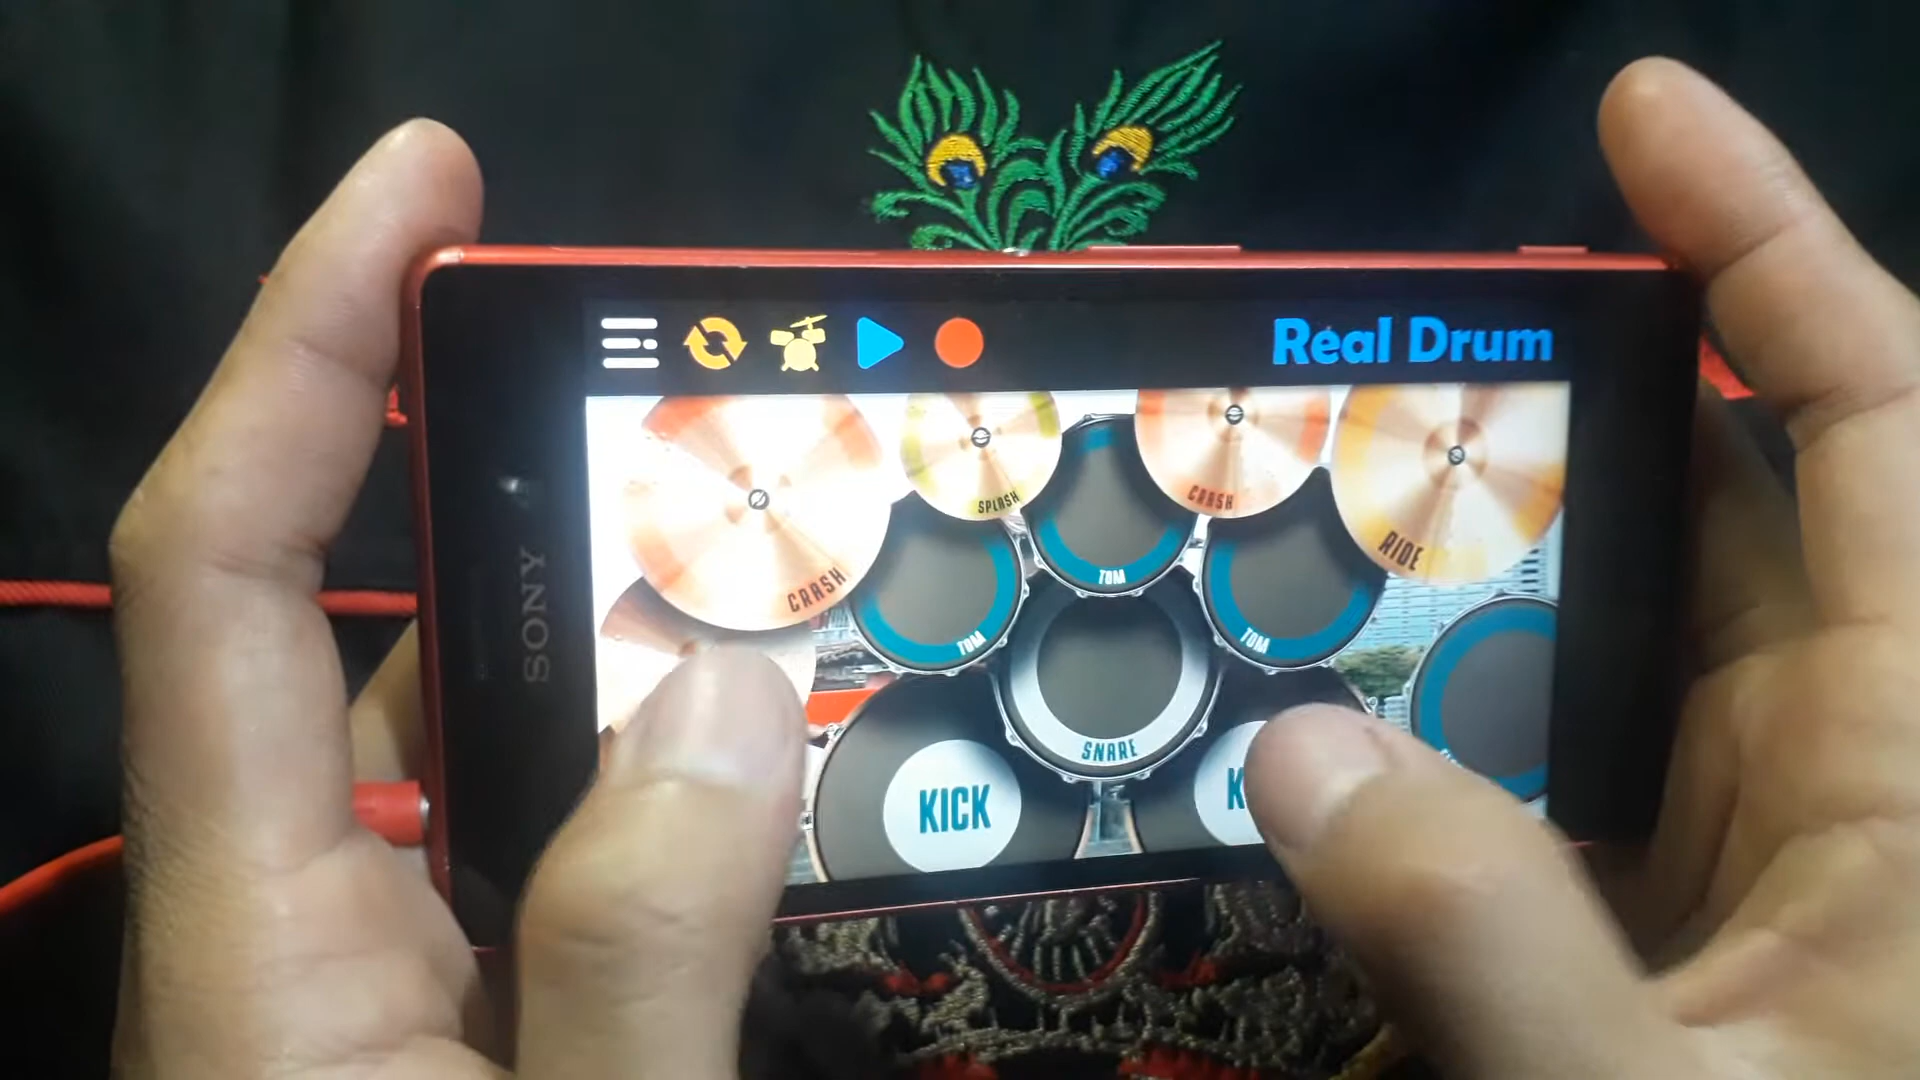 Real Drum
SPLASH
CRASH
RIDE
CRASH
TOM
TOM
TOM
SNARE
KICK
K
SONY